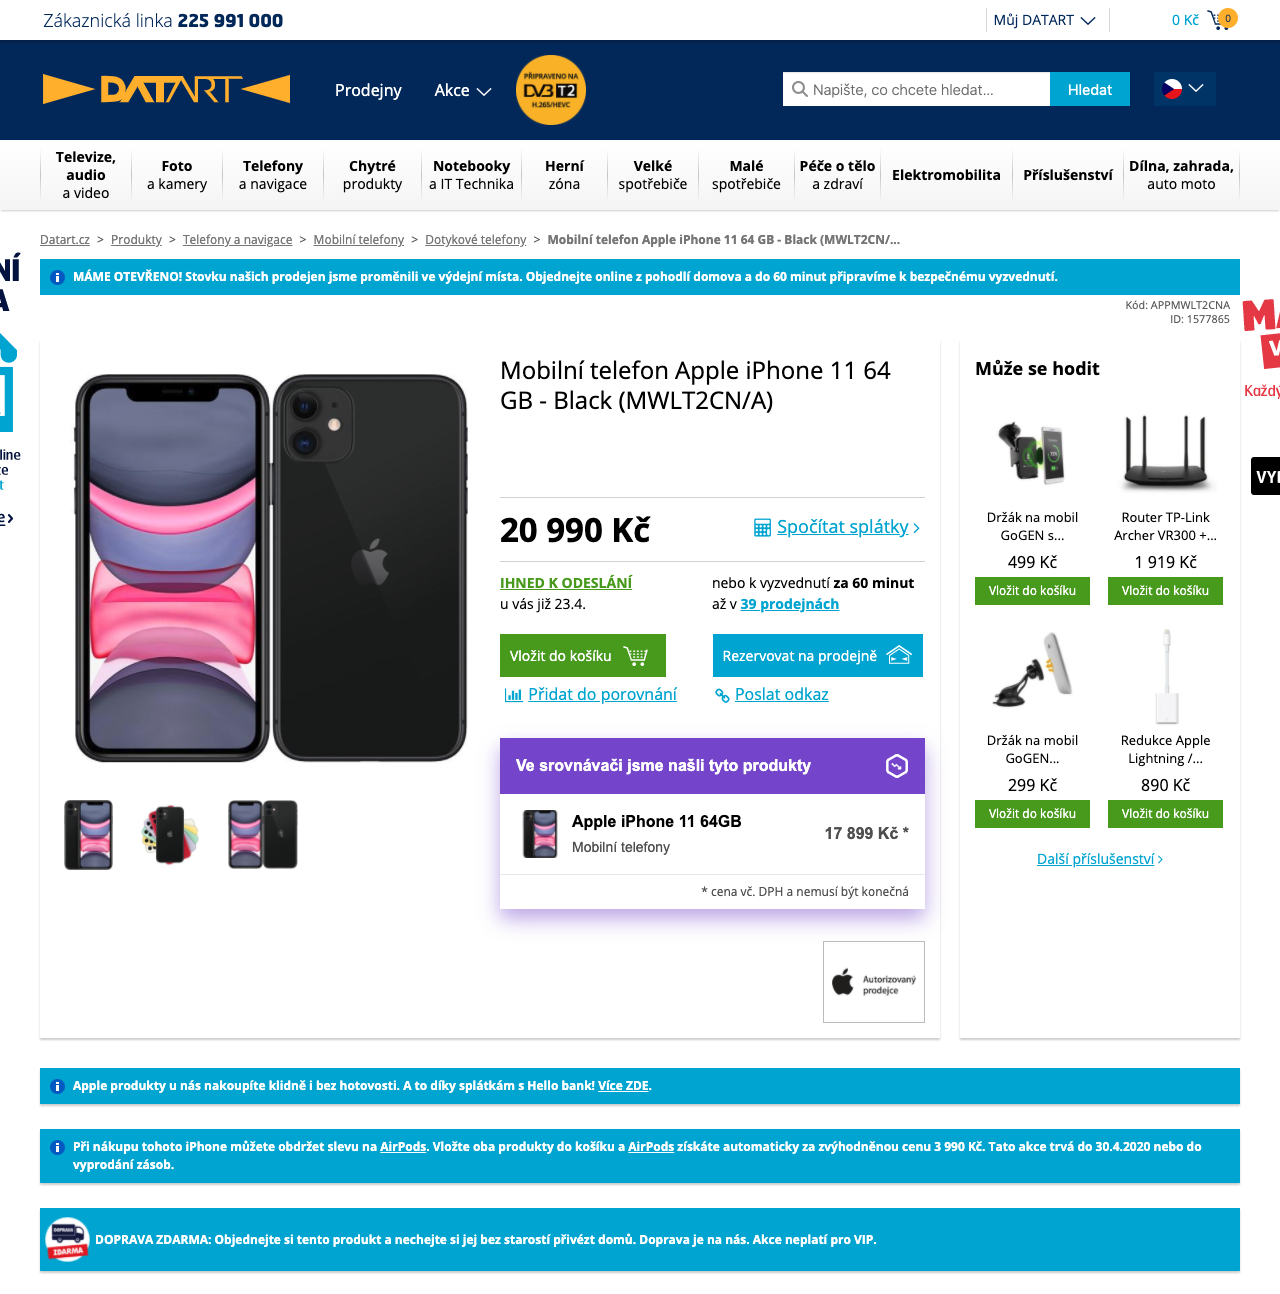 Zákaznická linka 225 991 000
Můj DATART
0 Kč
0
DATART
Prodejny
Akce
PŘIPRAVENO NA
DVB T2
H.265/HEVC
Napište, co chcete hledat...
Hledat
Televize, audio a video
Foto a kamery
Telefony a navigace
Chytré produkty
Notebooky a IT Technika
Herní zóna
Velké spotřebiče
Malé spotřebiče
Péče o tělo a zdraví
Elektromobilita
Příslušenství
Dílna, zahrada, auto moto
Datart.cz > Produkty > Telefony a navigace > Mobilní telefony > Dotykové telefony > Mobilní telefon Apple iPhone 11 64 GB - Black (MWLT2CN/...
MÁME OTEVŘENO! Stovku našich prodejen jsme proměnili ve výdejní místa. Objednejte online z pohodlí domova a do 60 minut připravíme k bezpečnému vyzvednutí.
Kód: APPMWLT2CNA
ID: 1577865
Mobilní telefon Apple iPhone 11 64
GB - Black (MWLT2CN/A)
20 990 Kč
Spočítat splátky
IHNED K ODESLÁNÍ
u vás již 23.4.
nebo k vyzvednutí za 60 minut
až v 39 prodejnách
Vložit do košíku
Rezervovat na prodejně
Přidat do porovnání
Poslat odkaz
Ve srovnávači jsme našli tyto produkty
Apple iPhone 11 64GB
Mobilní telefony
17 899 Kč *
* cena vč. DPH a nemusí být konečná
Autorizovaný
prodejce
Může se hodit
Držák na mobil
GoGEN s...
499 Kč
Vložit do košíku
Router TP-Link
Archer VR300 +...
1 919 Kč
Vložit do košíku
Držák na mobil
GoGEN...
299 Kč
Vložit do košíku
Redukce Apple
Lightning /...
890 Kč
Vložit do košíku
Další příslušenství
Každý
Apple produkty u nás nakoupíte klidně i bez hotovosti. A to díky splátkám s Hello bank! Více ZDE.
Při nákupu tohoto iPhone můžete obdržet slevu na AirPods. Vložte oba produkty do košíku a AirPods získáte automaticky za zvýhodněnou cenu 3 990 Kč. Tato akce trvá do 30.4.2020 nebo do
vyprodání zásob.
DOPRAVA
ZDARMA
DOPRAVA ZDARMA: Objednejte si tento produkt a nechejte si jej bez starostí přivézt domů. Doprava je na nás. Akce neplatí pro VIP.